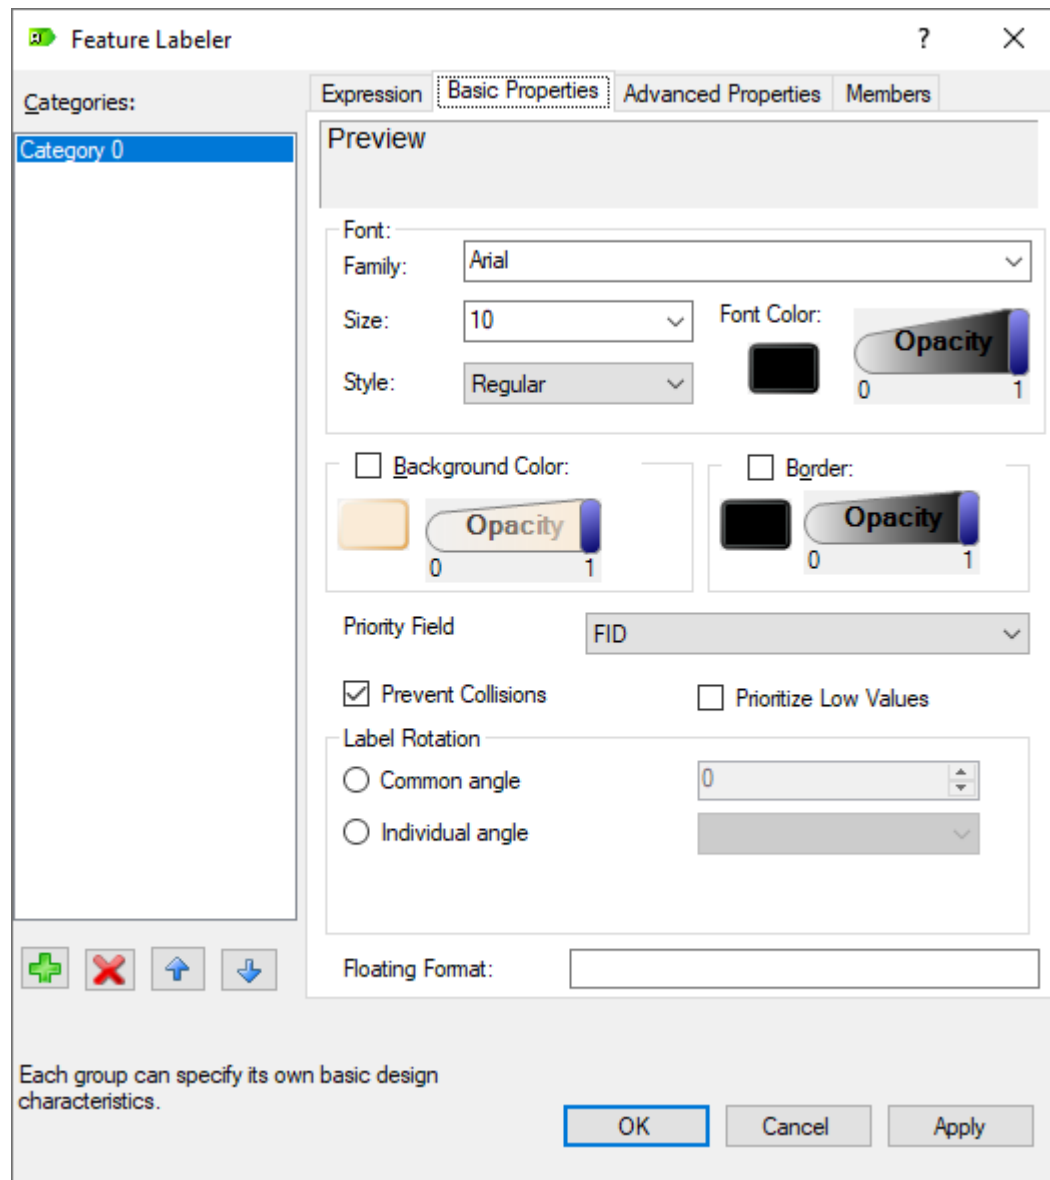 Feature Labeler
?
Categories:
Expression
Basic Properties
Advanced Properties
Members
Category 0
Preview
Font:
Family:
Arial
Size:
10
Font Color:
Opacity
0
1
Style:
Regular
Background Color:
Opacity
0
1
Border:
Opacity
0
1
Priority Field
FID
Prevent Collisions
Prioritize Low Values
Label Rotation
Common angle
0
Individual angle
Floating Format:
Each group can specify its own basic design
characteristics.
OK
Cancel
Apply